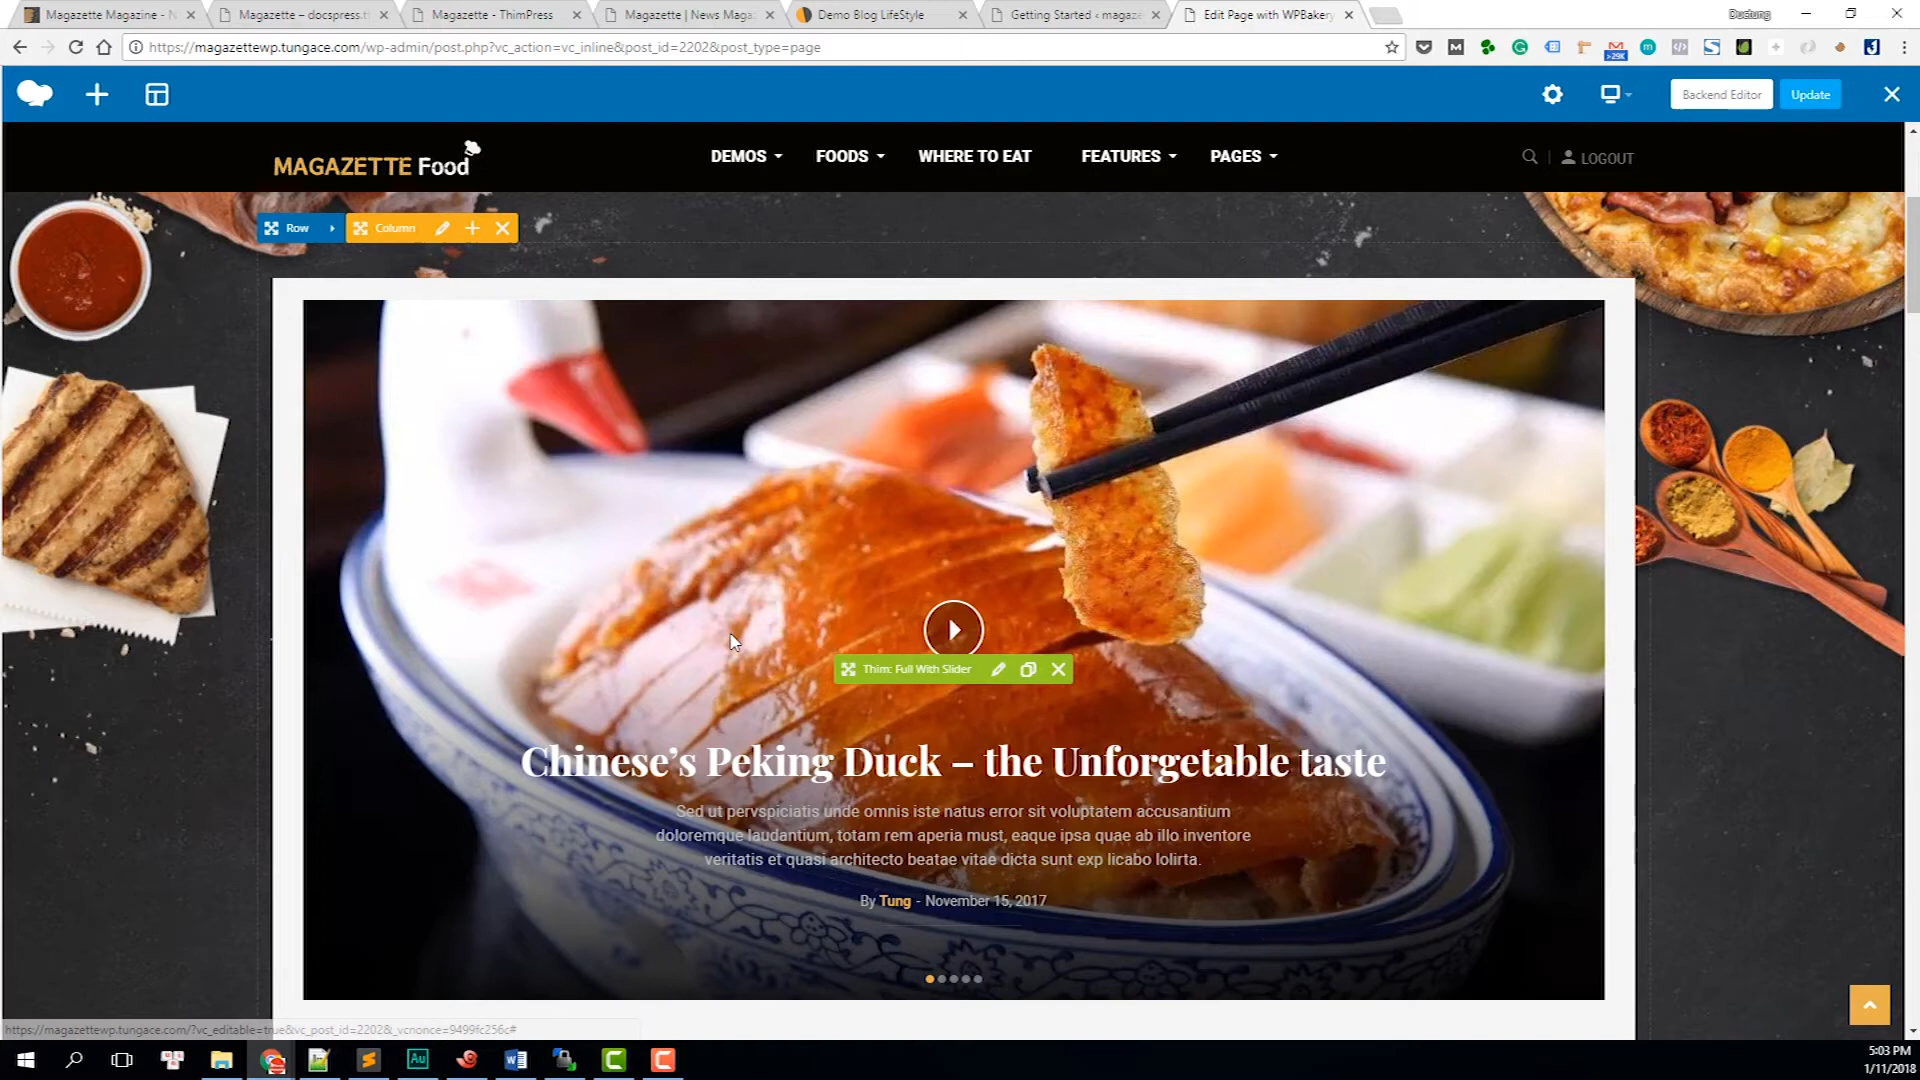 Magazette Magazine - N
Magazette – docspress.t
Magazette - ThimPress
Magazette | News Maga
Demo Blog LifeStyle
Getting Started ‹ magaze
Edit Page with WPBakery
Ductung
https://magazettewp.tungace.com/wp-admin/post.php?vc_action=vc_inline&post_id=2202&post_type=page
>29K
Backend Editor
Update
MAGAZETTE Food
DEMOS
FOODS
WHERE TO EAT
FEATURES
PAGES
LOGOUT
Row
Column
Thim: Full With Slider
Chinese’s Peking Duck – the Unforgetable taste
Sed ut pervspiciatis unde omnis iste natus error sit voluptatem accusantium
doloremque laudantium, totam rem aperia must, eaque ipsa quae ab illo inventore
veritatis et quasi architecto beatae vitae dicta sunt exp licabo lolirta.
By Tung - November 15, 2017
https://magazettewp.tungace.com/?vc_editable=true&vc_post_id=2202&_vcnonce=9499fc256c#
Au
5:03 PM
1/11/2018